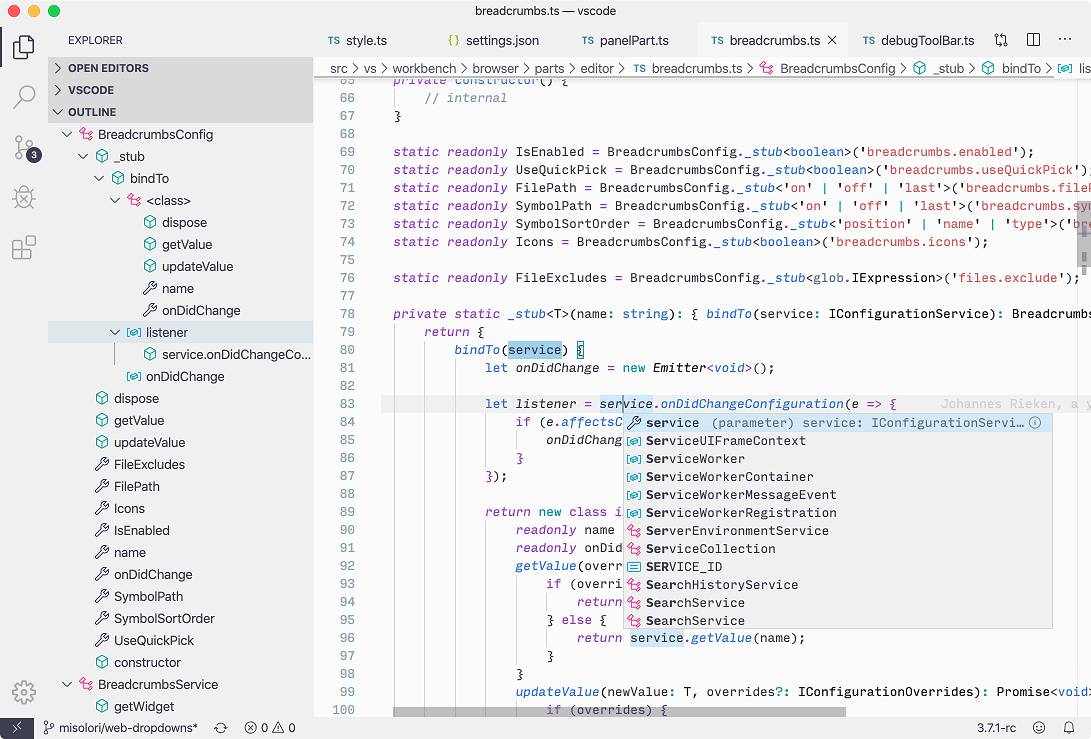 breadcrumbs.ts — vscode
EXPLORER
TS style.ts
{ } settings.json
TS panelPart.ts
TS breadcrumbs.ts
TS debugToolBar.ts
OPEN EDITORS
VSCODE
OUTLINE
BreadcrumbsConfig
_stub
bindTo
<class>
dispose
getValue
updateValue
name
onDidChange
listener
service.onDidChangeCo...
onDidChange
dispose
getValue
updateValue
FileExcludes
FilePath
Icons
IsEnabled
name
onDidChange
SymbolPath
SymbolSortOrder
UseQuickPick
constructor
BreadcrumbsService
getWidget
3
src > vs > workbench > browser > parts > editor > TS breadcrumbs.ts > BreadcrumbsConfig > _stub > bindTo > lis
65 private constructor() {
66 // internal
67 }
68
69 static readonly IsEnabled = BreadcrumbsConfig._stub<boolean>('breadcrumbs.enabled');
70 static readonly UseQuickPick = BreadcrumbsConfig._stub<boolean>('breadcrumbs.useQuickPick');
71 static readonly FilePath = BreadcrumbsConfig._stub<'on' | 'off' | 'last'>('breadcrumbs.fileP
72 static readonly SymbolPath = BreadcrumbsConfig._stub<'on' | 'off' | 'last'>('breadcrumbs.sy
73 static readonly SymbolSortOrder = BreadcrumbsConfig._stub<'position' | 'name' | 'type'>('bre
74 static readonly Icons = BreadcrumbsConfig._stub<boolean>('breadcrumbs.icons');
75
76 static readonly FileExcludes = BreadcrumbsConfig._stub<glob.IExpression>('files.exclude');
77
78 private static _stub<T>(name: string): { bindTo(service: IConfigurationService): Breadcrumbs
79 return {
80 bindTo(service) {
81 let onDidChange = new Emitter<void>();
82
83 let listener = service.onDidChangeConfiguration(e => { Johannes Rieken, a y
84 if (e.affectsC
85 onDidChang
86 }
87 });
88
89 return new class i
90 readonly name
91 readonly onDid
92 getValue(overr
93 if (overri
94 return
95 } else {
96 return service.getValue(name);
97 }
98 }
99 updateValue(newValue: T, overrides?: IConfigurationOverrides): Promise<void>
100 if (overrides) {
service (parameter) service: IConfigurationServi...
ServiceUIFrameContext
ServiceWorker
ServiceWorkerContainer
ServiceWorkerMessageEvent
ServiceWorkerRegistration
ServerEnvironmentService
ServiceCollection
SERVICE_ID
SearchHistoryService
SearchService
SearchService
misolori/web-dropdowns* 0 0 3.7.1-rc